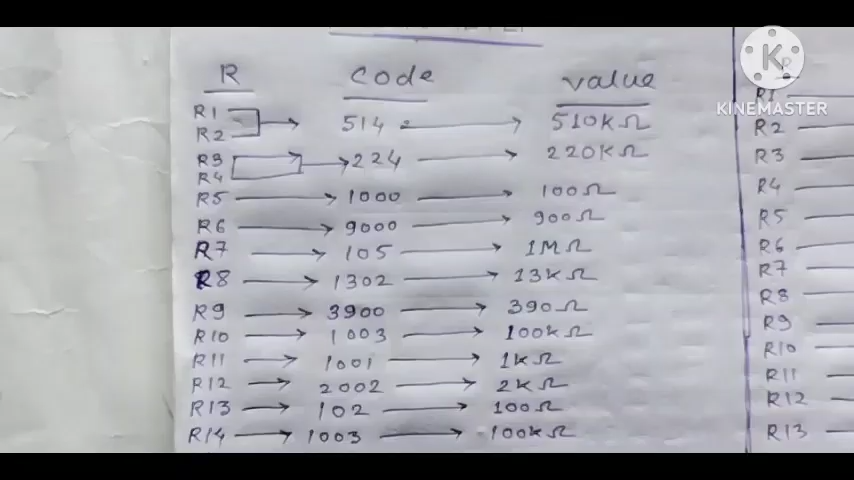 R code value
R1
R2 514 510KΩ
R3
R4 224 220KΩ
R5 1000 100Ω
R6 9000 900Ω
R7 105 1MΩ
R8 1302 13KΩ
R9 3900 390Ω
R10 1003 100KΩ
R11 1001 1KΩ
R12 2002 2KΩ
R13 102 100Ω
R14 1003 100KΩ
R
R1
R2
R3
R4
R5
R6
R7
R8
R9
R10
R11
R12
R13
KINEMASTER